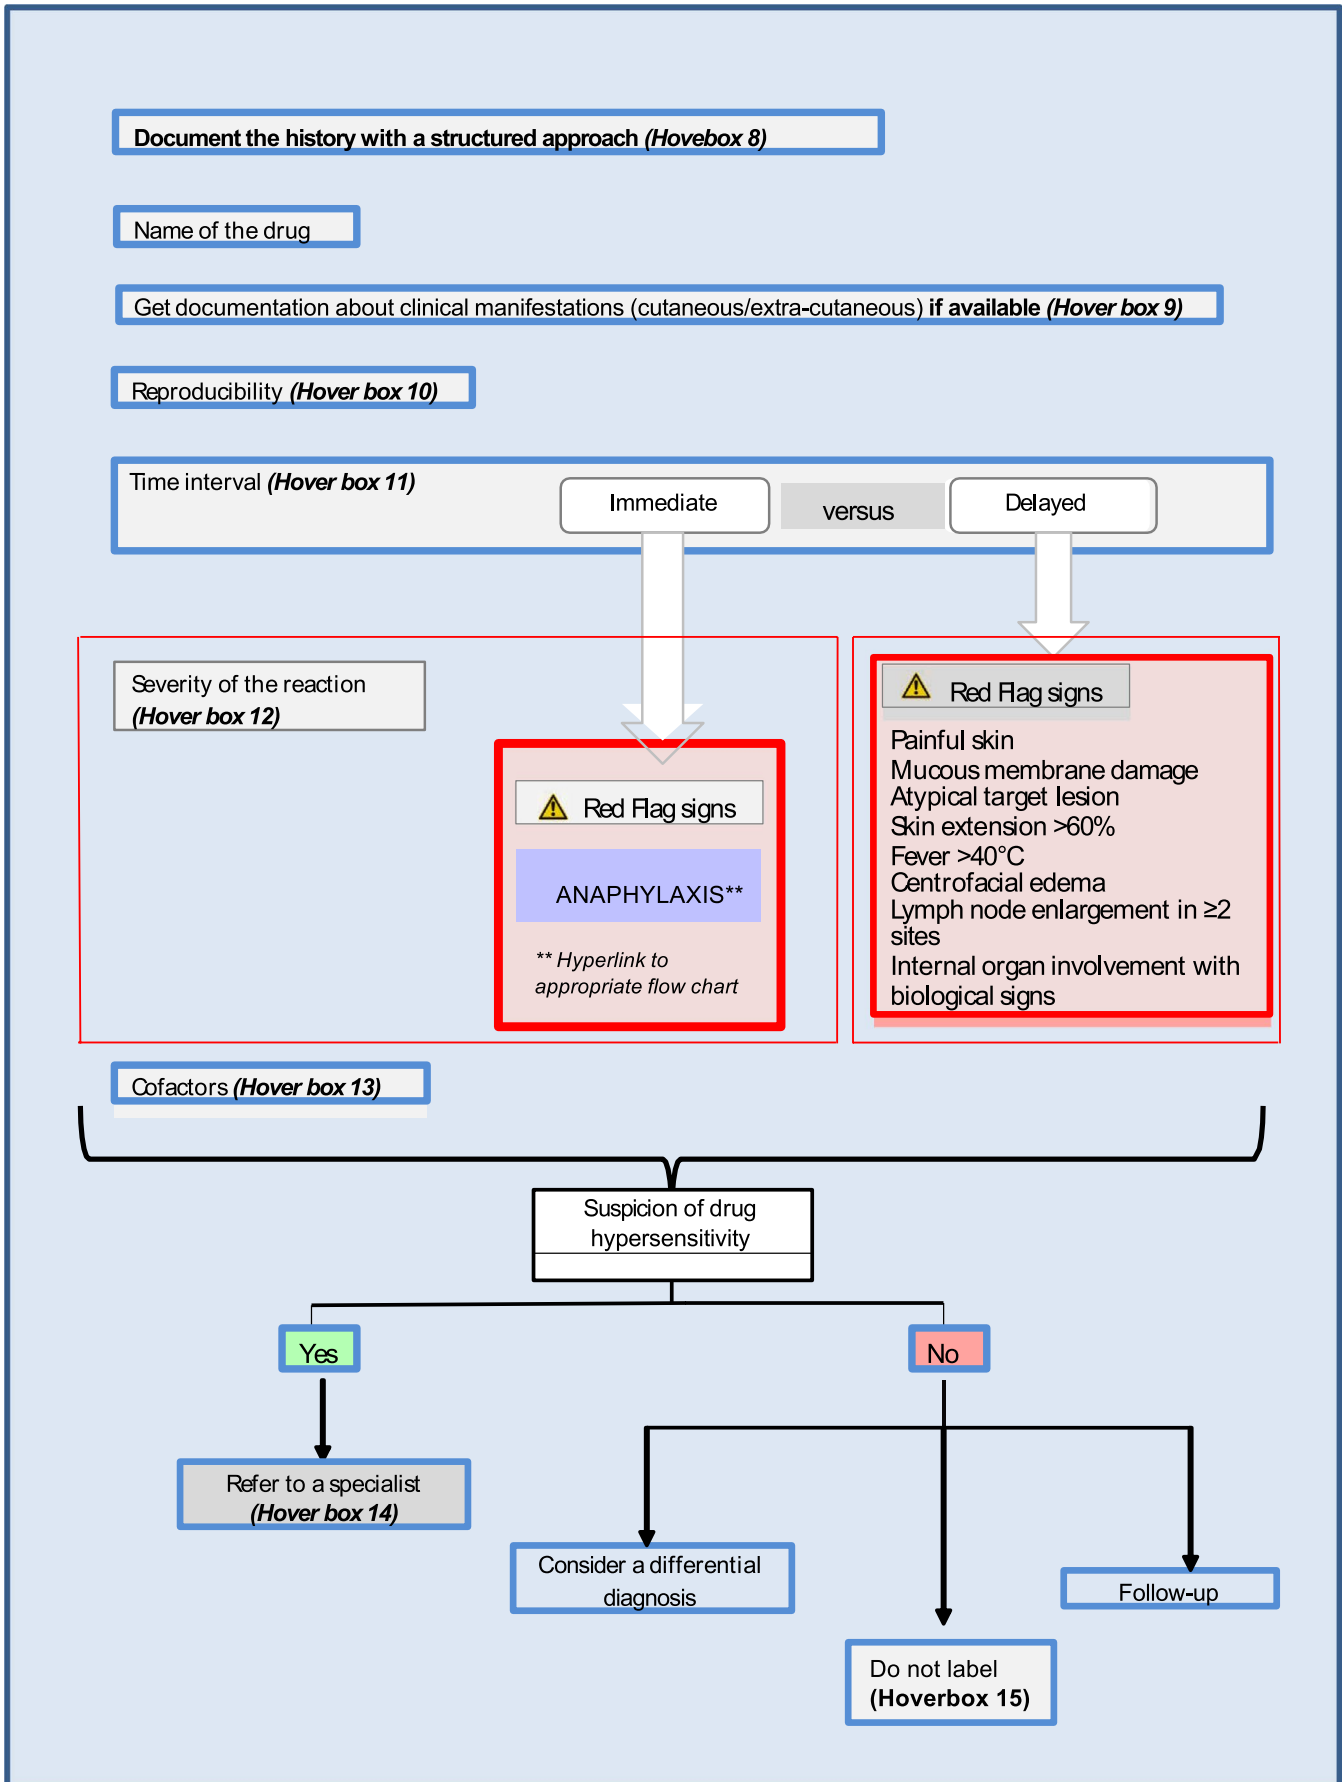 Document the history with a structured approach (Hovebox 8)
Name of the drug
Get documentation about clinical manifestations (cutaneous/extra-cutaneous) if available (Hover box 9)
Reproducibility (Hover box 10)
Time interval (Hover box 11)
Immediate
versus
Delayed
Severity of the reaction
(Hover box 12)
Red Flag signs
ANAPHYLAXIS**
** Hyperlink to
appropriate flow chart
Red Flag signs
Painful skin
Mucous membrane damage
Atypical target lesion
Skin extension >60%
Fever >40°C
Centrofacial edema
Lymph node enlargement in ≥2
sites
Internal organ involvement with
biological signs
Cofactors (Hover box 13)
Suspicion of drug
hypersensitivity
Yes
No
Refer to a specialist
(Hover box 14)
Consider a differential
diagnosis
Follow-up
Do not label
(Hoverbox 15)